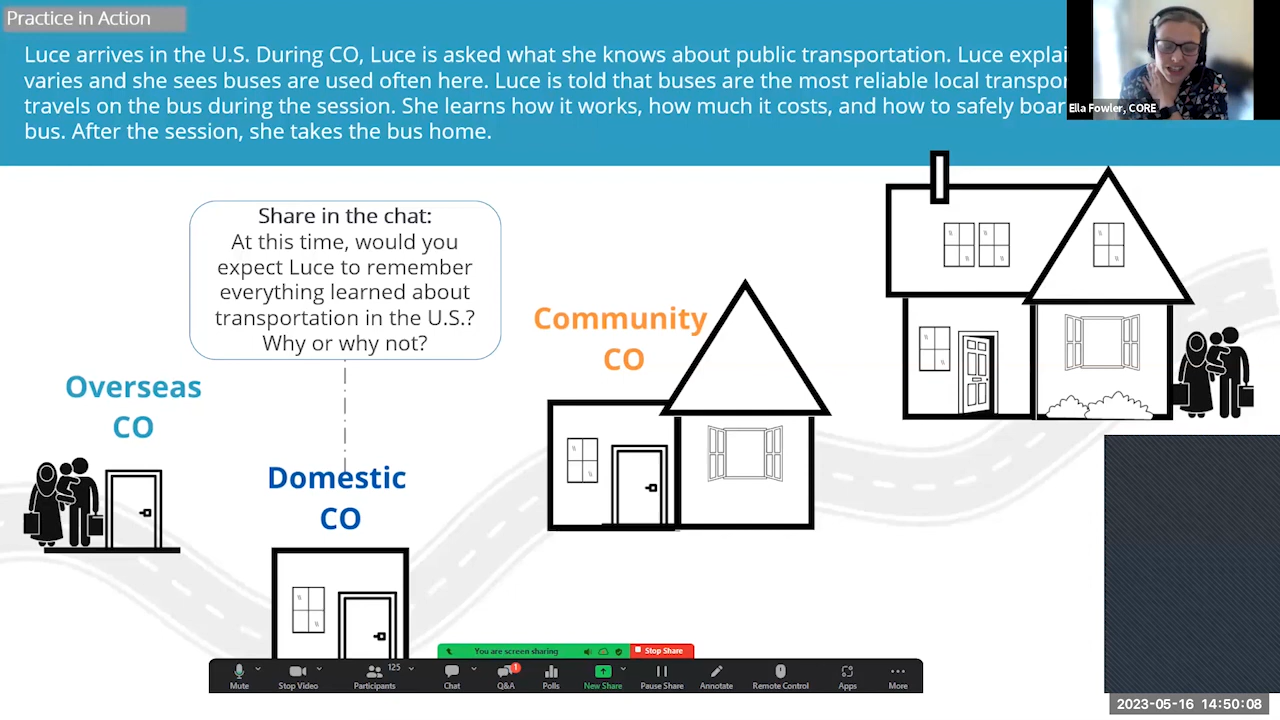 Practice in Action
Luce arrives in the U.S. During CO, Luce is asked what she knows about public transportation. Luce
varies and she sees buses are used often here. Luce is told that buses are the most reliable local
travels on the bus during the session. She learns how it works, how much it costs, and how to safely
bus. After the session, she takes the bus home.
Ella Fowler, CORE
Share in the chat:
At this time, would you
expect Luce to remember
everything learned about
transportation in the U.S.?
Why or why not?
Community
CO
Overseas
CO
Domestic
CO
You are screen sharing
Stop Share
Mute
Stop Video
Participants
125
Chat
Q&A
1
Polls
New Share
Pause Share
Annotate
Remote Control
Apps
More
2023-05-16 14:50:08